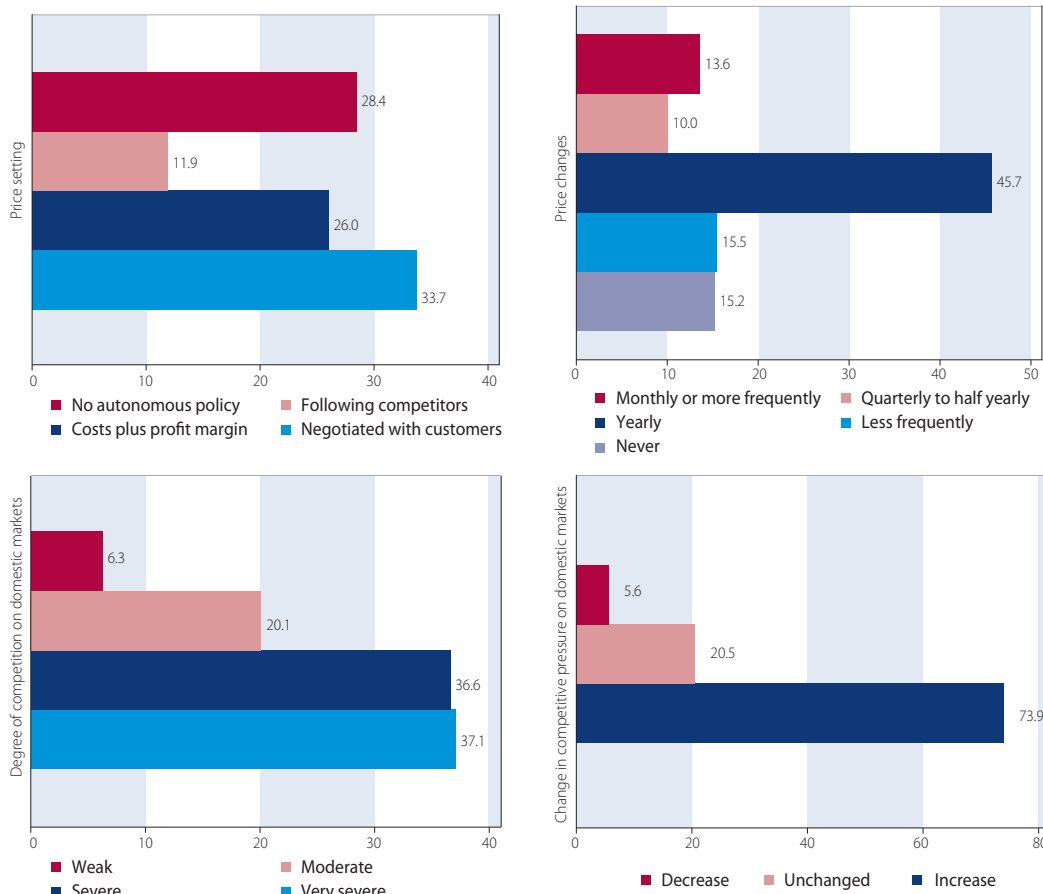 Price setting
28.4
11.9
26.0
33.7
0 10 20 30 40
No autonomous policy Following competitors
Costs plus profit margin Negotiated with customers
Price changes
13.6
10.0
45.7
15.5
15.2
0 10 20 30 40 50
Monthly or more frequently Quarterly to half yearly
Yearly Less frequently
Never
Degree of competition on domestic markets
6.3
20.1
36.6
37.1
0 10 20 30 40
Weak Moderate
Severe Very severe
Change in competitive pressure on domestic markets
5.6
20.5
73.9
0 20 40 60 80
Decrease Unchanged Increase